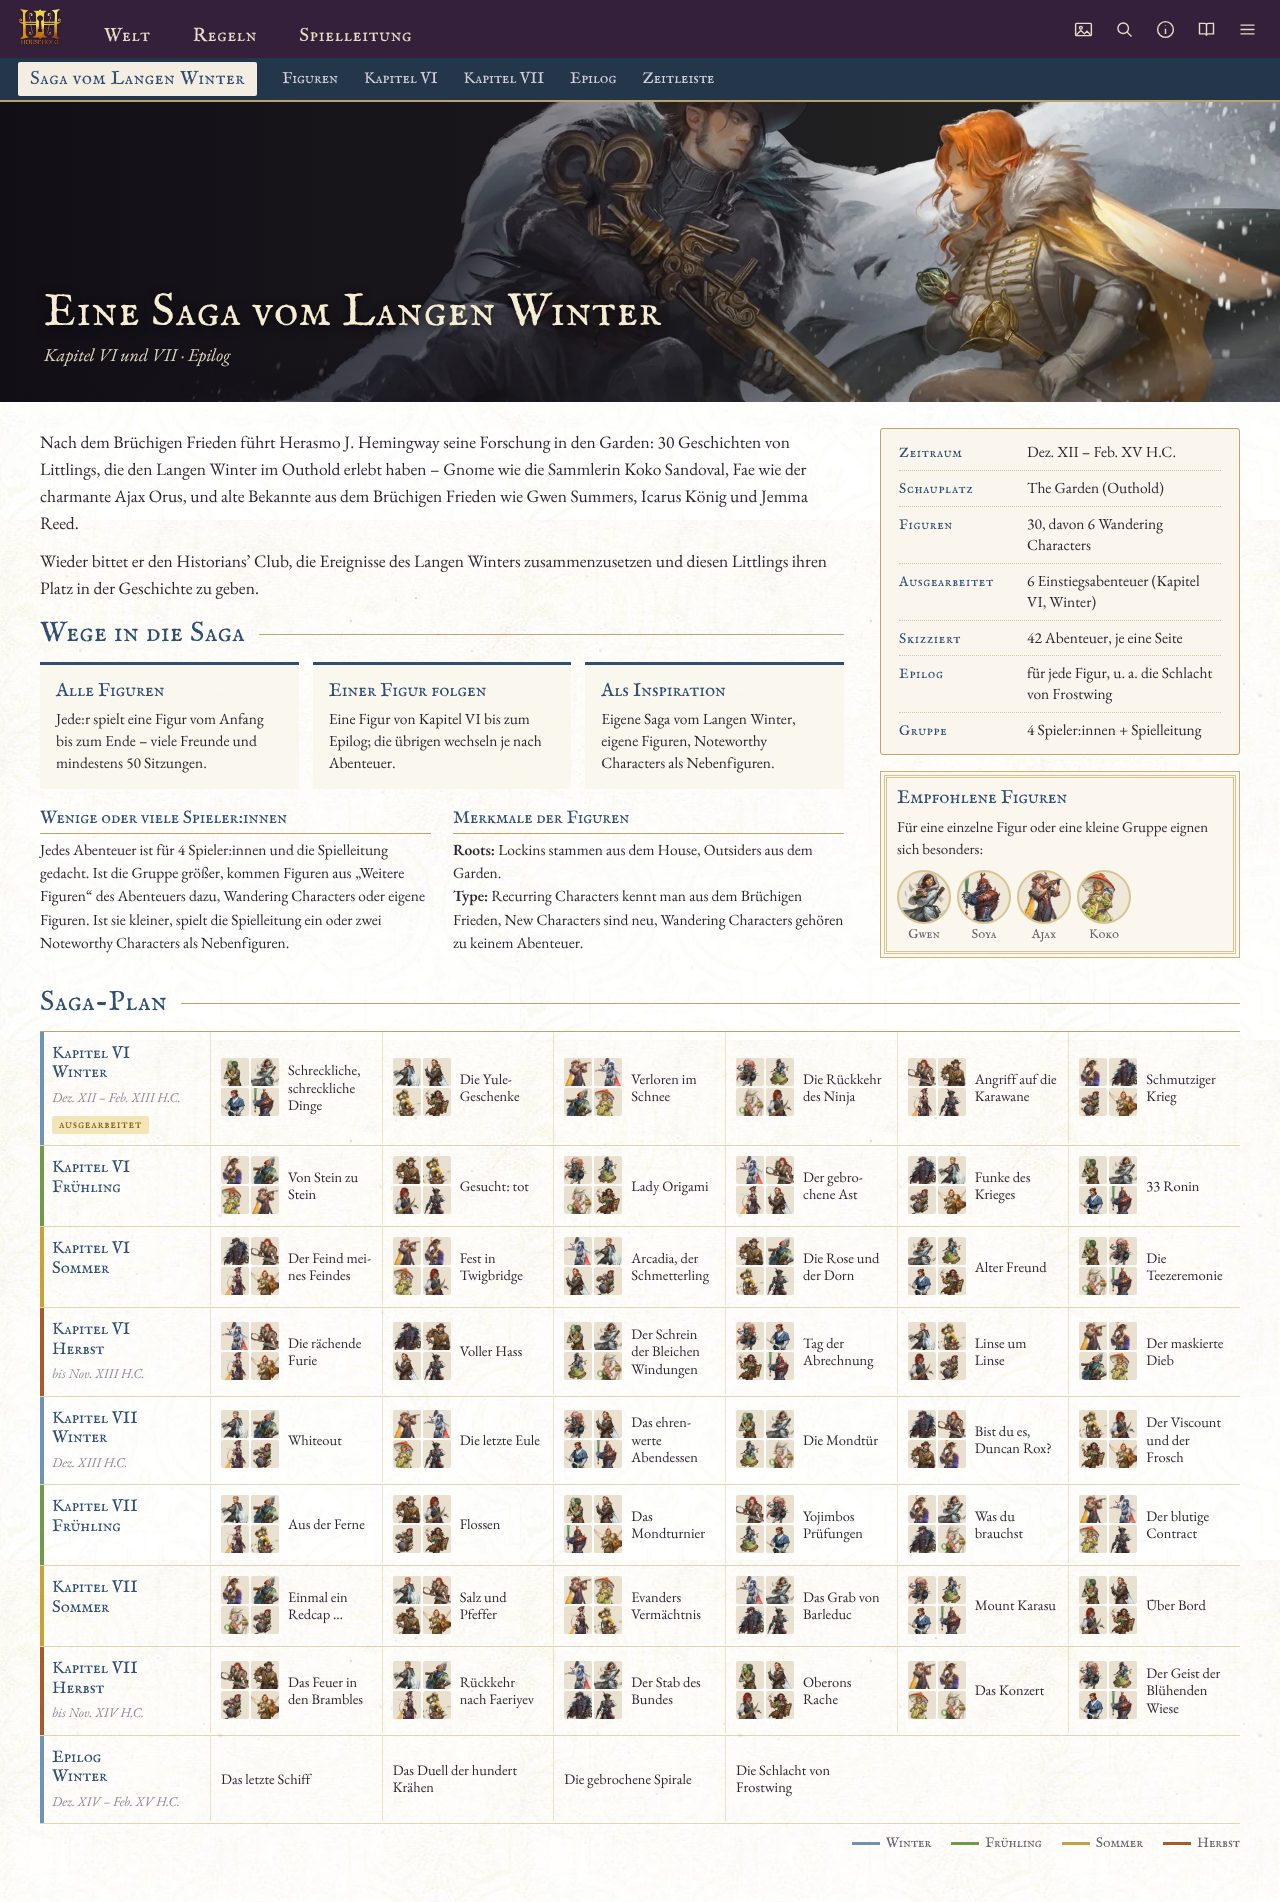 HOUSEHOLD
Welt
Regeln
Spielleitung
Saga vom Langen Winter
Figuren
Kapitel VI
Kapitel VII
Epilog
Zeitleiste
Eine Saga vom Langen Winter
Kapitel VI und VII · Epilog
Nach dem Brüchigen Frieden führt Herasmo J. Hemingway seine Forschung in den Garden: 30 Geschichten von
Littlings, die den Langen Winter im Outhold erlebt haben – Gnome wie die Sammlerin Koko Sandoval, Fae wie der
charmante Ajax Orus, und alte Bekannte aus dem Brüchigen Frieden wie Gwen Summers, Icarus König und Jemma
Reed.
Wieder bittet er den Historians’ Club, die Ereignisse des Langen Winters zusammenzusetzen und diesen Littlings ihren
Platz in der Geschichte zu geben.
Wege in die Saga
Alle Figuren
Jede:r spielt eine Figur vom Anfang
bis zum Ende – viele Freunde und
mindestens 50 Sitzungen.
Einer Figur folgen
Eine Figur von Kapitel VI bis zum
Epilog; die übrigen wechseln je nach
Abenteuer.
Als Inspiration
Eigene Saga vom Langen Winter,
eigene Figuren, Noteworthy
Characters als Nebenfiguren.
Wenige oder viele Spieler:innen
Jedes Abenteuer ist für 4 Spieler:innen und die Spielleitung
gedacht. Ist die Gruppe größer, kommen Figuren aus „Weitere
Figuren“ des Abenteuers dazu, Wandering Characters oder eigene
Figuren. Ist sie kleiner, spielt die Spielleitung ein oder zwei
Noteworthy Characters als Nebenfiguren.
Merkmale der Figuren
Roots: Lockins stammen aus dem House, Outsiders aus dem
Garden.
Type: Recurring Characters kennt man aus dem Brüchigen
Frieden, New Characters sind neu, Wandering Characters gehören
zu keinem Abenteuer.
Zeitraum Dez. XII – Feb. XV H.C.
Schauplatz The Garden (Outhold)
Figuren 30, davon 6 Wandering
Characters
Ausgearbeitet 6 Einstiegsabenteuer (Kapitel
VI, Winter)
Skizziert 42 Abenteuer, je eine Seite
Epilog für jede Figur, u. a. die Schlacht
von Frostwing
Gruppe 4 Spieler:innen + Spielleitung
Empfohlene Figuren
Für eine einzelne Figur oder eine kleine Gruppe eignen
sich besonders:
Gwen
Soya
Ajax
Koko
Saga-Plan
Kapitel VI
Winter
Dez. XII – Feb. XIII H.C.
ausgearbeitet
Schreckliche,
schreckliche
Dinge
Die Yule-
Geschenke
Verloren im
Schnee
Die Rückkehr
des Ninja
Angriff auf die
Karawane
Schmutziger
Krieg
Kapitel VI
Frühling
Von Stein zu
Stein
Gesucht: tot
Lady Origami
Der gebro-
chene Ast
Funke des
Krieges
33 Ronin
Kapitel VI
Sommer
Der Feind mei-
nes Feindes
Fest in
Twigbridge
Arcadia, der
Schmetterling
Die Rose und
der Dorn
Alter Freund
Die
Teezeremonie
Kapitel VI
Herbst
bis Nov. XIII H.C.
Die rächende
Furie
Voller Hass
Der Schrein
der Bleichen
Windungen
Tag der
Abrechnung
Linse um
Linse
Der maskierte
Dieb
Kapitel VII
Winter
Dez. XIII H.C.
Whiteout
Die letzte Eule
Das ehren-
werte
Abendessen
Die Mondtür
Bist du es,
Duncan Rox?
Der Viscount
und der
Frosch
Kapitel VII
Frühling
Aus der Ferne
Flossen
Das
Mondturnier
Yojimbos
Prüfungen
Was du
brauchst
Der blutige
Contract
Kapitel VII
Sommer
Einmal ein
Redcap ...
Salz und
Pfeffer
Evanders
Vermächtnis
Das Grab von
Barleduc
Mount Karasu
Über Bord
Kapitel VII
Herbst
bis Nov. XIV H.C.
Das Feuer in
den Brambles
Rückkehr
nach Faeriyev
Der Stab des
Bundes
Oberons
Rache
Das Konzert
Der Geist der
Blühenden
Wiese
Epilog
Winter
Dez. XIV – Feb. XV H.C.
Das letzte Schiff
Das Duell der hundert
Krähen
Die gebrochene Spirale
Die Schlacht von
Frostwing
Winter
Frühling
Sommer
Herbst